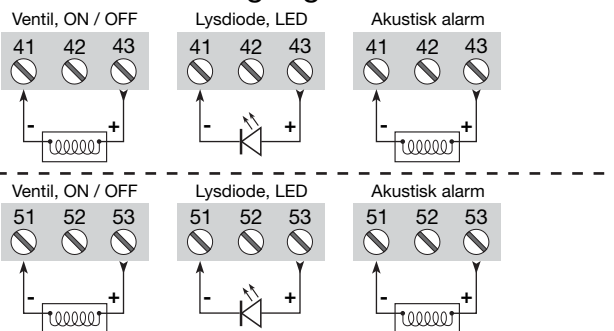 Ventil, ON / OFF Lysdiode, LED Akustisk alarm
41 42 43 41 42 43 41 42 43
- + - + - +
Ventil, ON / OFF Lysdiode, LED Akustisk alarm
51 52 53 51 52 53 51 52 53
- + - + - +